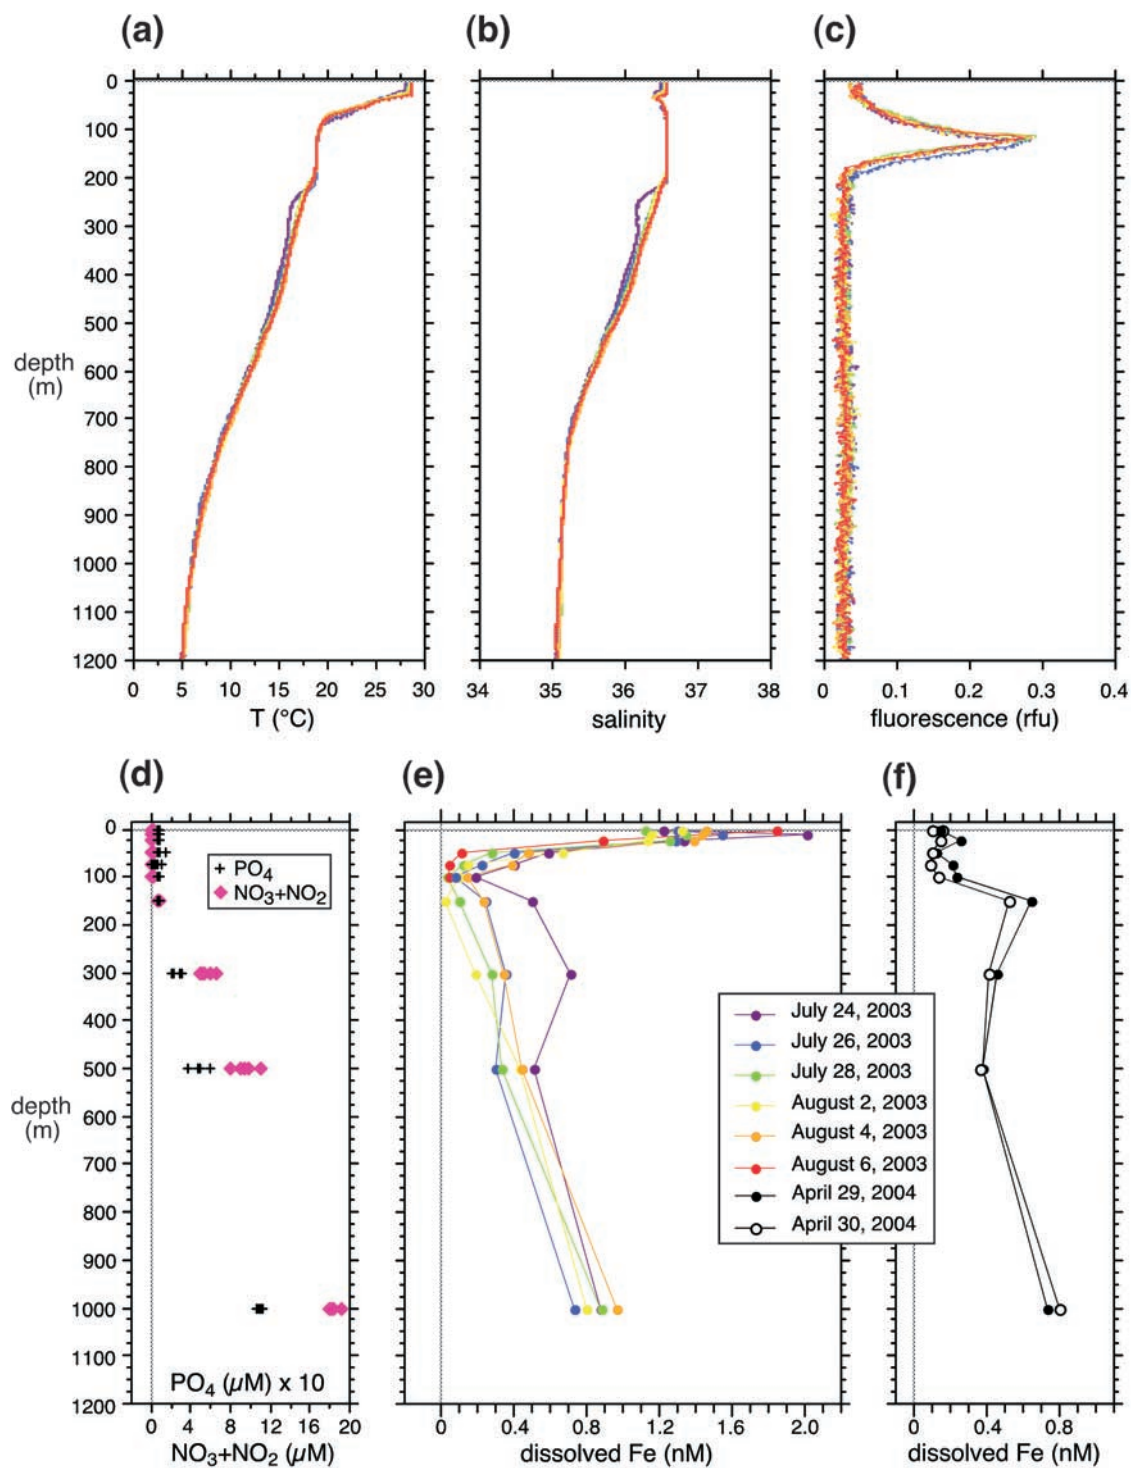 (a)
(b)
(c)
0
100
200
300
400
500
600
700
800
900
1000
1100
1200
depth
(m)
0 5 10 15 20 25 30
T (°C)
34 35 36 37 38
salinity
0 0.1 0.2 0.3 0.4
fluorescence (rfu)
(d)
(e)
(f)
0
100
200
300
400
500
600
700
800
900
1000
1100
1200
depth
(m)
PO4
NO3+NO2
PO4 (µM) x 10
0 4 8 12 16 20
NO3+NO2 (µM)
July 24, 2003
July 26, 2003
July 28, 2003
August 2, 2003
August 4, 2003
August 6, 2003
April 29, 2004
April 30, 2004
0 0.4 0.8 1.2 1.6 2.0
dissolved Fe (nM)
0 0.4 0.8
dissolved Fe (nM)